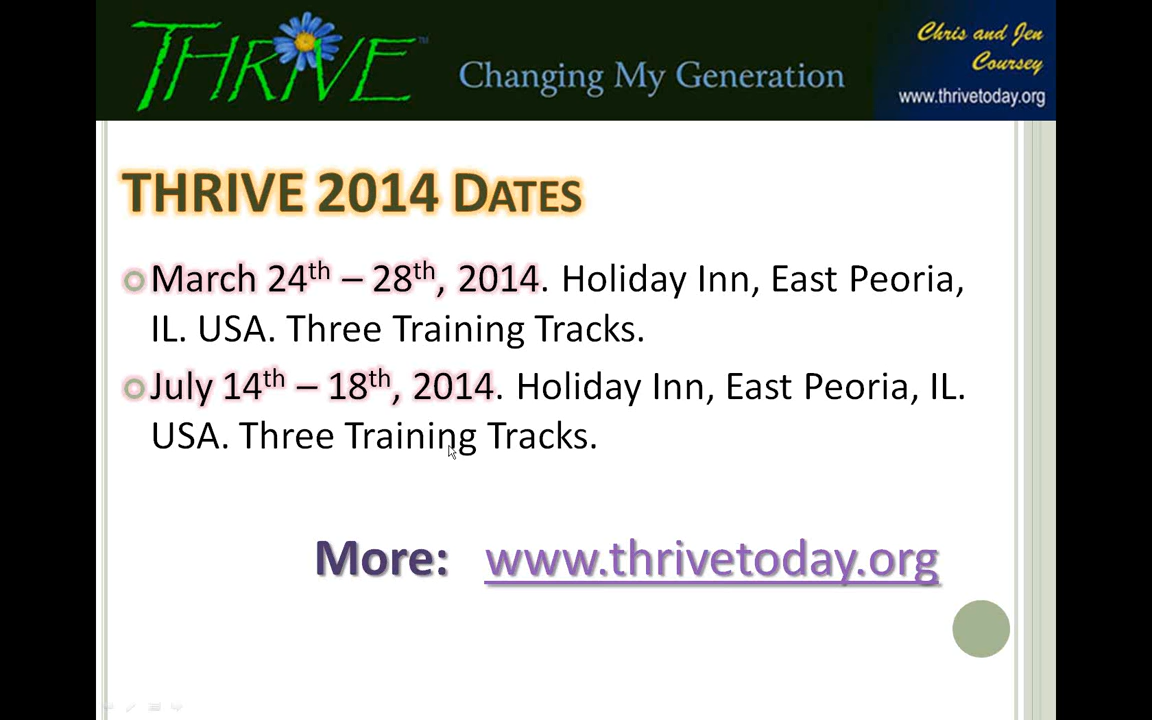 THRIVE™
Changing My Generation
Chris and Jen
Coursey
www.thrivetoday.org
THRIVE 2014 DATES
March 24th – 28th, 2014. Holiday Inn, East Peoria,
IL. USA. Three Training Tracks.
July 14th – 18th, 2014. Holiday Inn, East Peoria, IL.
USA. Three Training Tracks.
More: www.thrivetoday.org